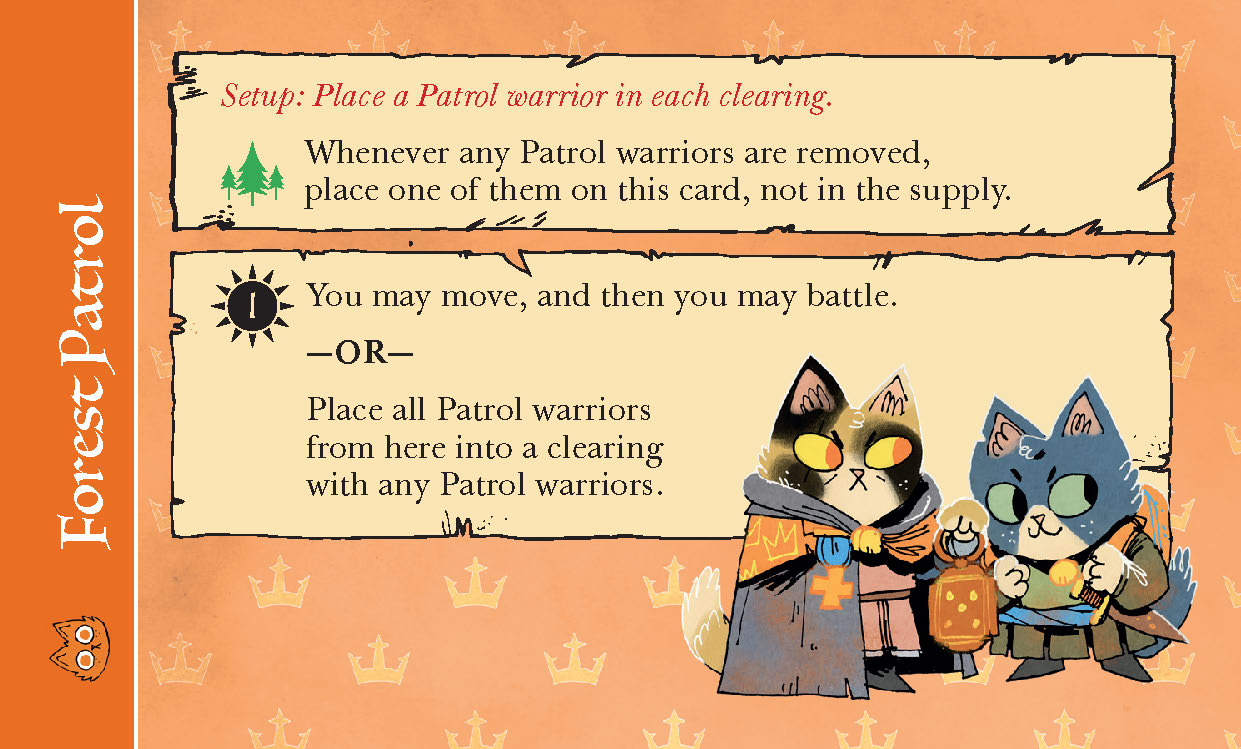 Forest Patrol
Setup: Place a Patrol warrior in each clearing.
Whenever any Patrol warriors are removed,
place one of them on this card, not in the supply.
I
You may move, and then you may battle.
—OR—
Place all Patrol warriors
from here into a clearing
with any Patrol warriors.